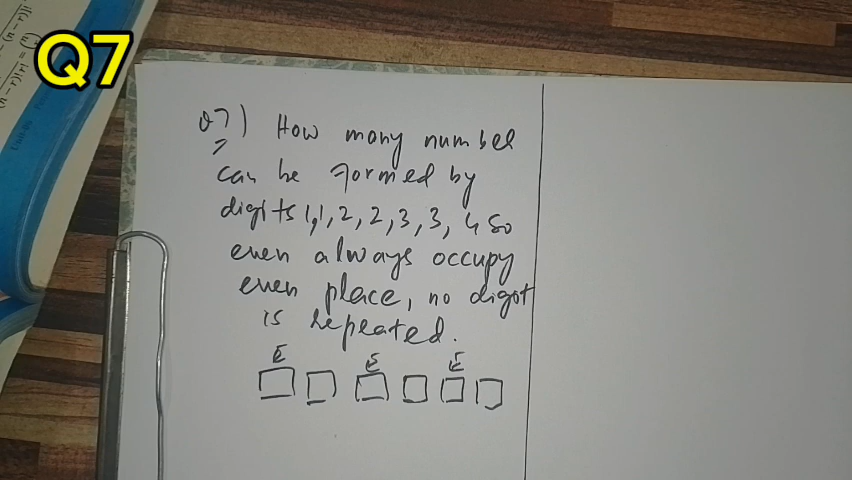 Q7
Q7) How many number
can be formed by
digits 1,1,2,2,3,3,4 so
even always occupy
even place, no digit
is repeated.
E E E